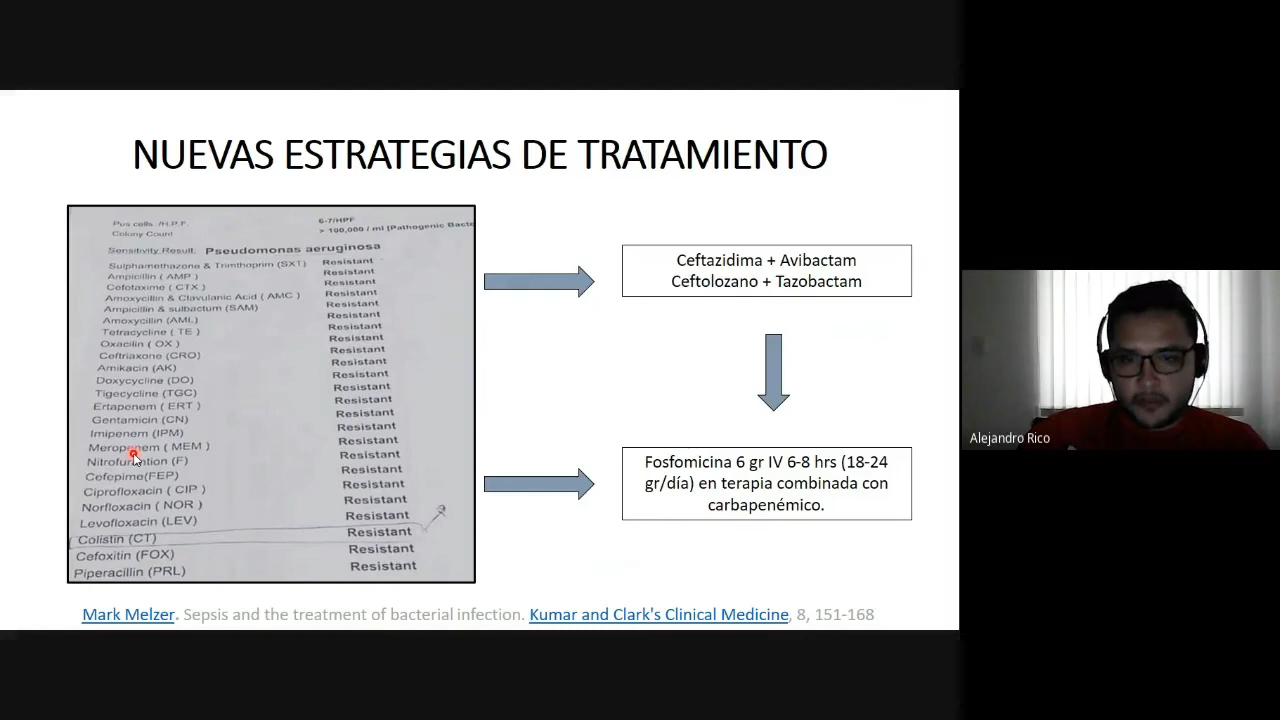 NUEVAS ESTRATEGIAS DE TRATAMIENTO
Pus cells /H.P.F. 6-7/HPF
Colony Count > 100,000 / ml [Pathogenic Bacte
Sensitivity Result: Pseudomonas aeruginosa
Sulphamethazone & Trimthoprim (SXT) Resistant
Ampicillin ( AMP ) Resistant
Cefotaxime ( CTX ) Resistant
Amoxycillin & Clavulanic Acid ( AMC ) Resistant
Ampicillin & sulbactum (SAM) Resistant
Amoxycillin (AML) Resistant
Tetracycline ( TE ) Resistant
Oxacilin ( OX ) Resistant
Ceftriaxone (CRO) Resistant
Amikacin (AK) Resistant
Doxycycline (DO) Resistant
Tigecycline (TGC) Resistant
Ertapenem ( ERT ) Resistant
Gentamicin (CN) Resistant
Imipenem (IPM) Resistant
Meropenem ( MEM ) Resistant
(F) Resistant
Cefepime(FEP) Resistant
Ciprofloxacin ( CIP ) Resistant
Norfloxacin ( NOR ) Resistant
Levofloxacin (LEV) Resistant
Colistin (CT) Resistant
Cefoxitin (FOX) Resistant
Piperacillin (PRL) Resistant
Ceftazidima + Avibactam
Ceftolozano + Tazobactam
Fosfomicina 6 gr IV 6-8 hrs (18-24
gr/día) en terapia combinada con
carbapenémico.
Mark Melzer. Sepsis and the treatment of bacterial infection. Kumar and Clark's Clinical Medicine, 8, 151-168
Alejandro Rico